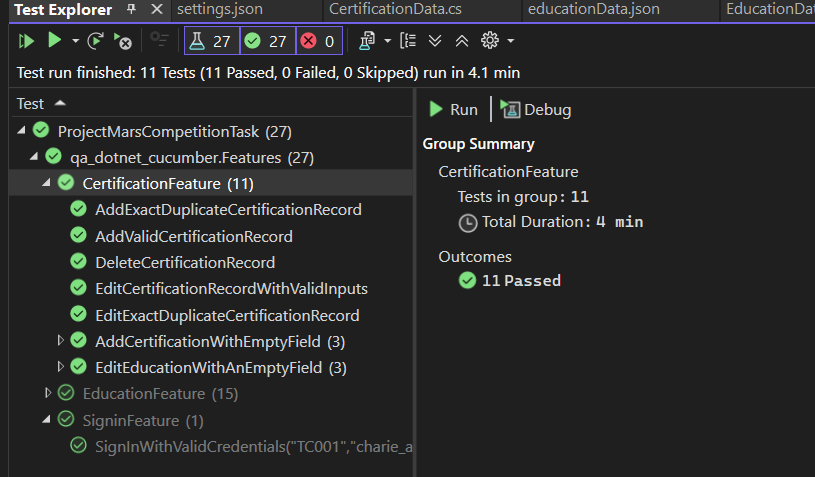 Test Explorer
settings.json
CertificationData.cs
educationData.json
EducationDat
27
27
0
Test run finished: 11 Tests (11 Passed, 0 Failed, 0 Skipped) run in 4.1 min
Test
Run
Debug
ProjectMarsCompetitionTask (27)
qa_dotnet_cucumber.Features (27)
CertificationFeature (11)
AddExactDuplicateCertificationRecord
AddValidCertificationRecord
DeleteCertificationRecord
EditCertificationRecordWithValidInputs
EditExactDuplicateCertificationRecord
AddCertificationWithEmptyField (3)
EditEducationWithAnEmptyField (3)
EducationFeature (15)
SigninFeature (1)
SignInWithValidCredentials("TC001","charie_a
Group Summary
CertificationFeature
Tests in group: 11
Total Duration: 4 min
Outcomes
11 Passed